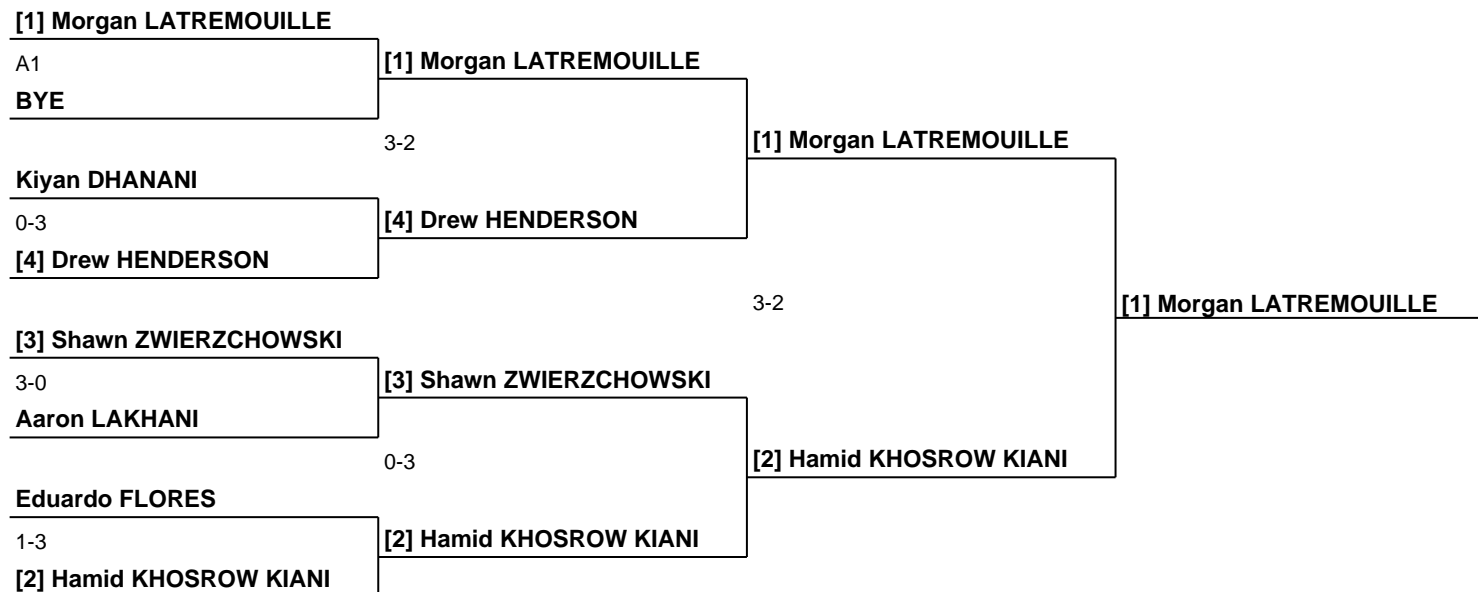 [1] Morgan LATREMOUILLE
A1
[1] Morgan LATREMOUILLE
BYE
3-2
[1] Morgan LATREMOUILLE
Kiyan DHANANI
0-3
[4] Drew HENDERSON
[4] Drew HENDERSON
3-2
[1] Morgan LATREMOUILLE
[3] Shawn ZWIERZCHOWSKI
3-0
[3] Shawn ZWIERZCHOWSKI
Aaron LAKHANI
0-3
[2] Hamid KHOSROW KIANI
Eduardo FLORES
1-3
[2] Hamid KHOSROW KIANI
[2] Hamid KHOSROW KIANI